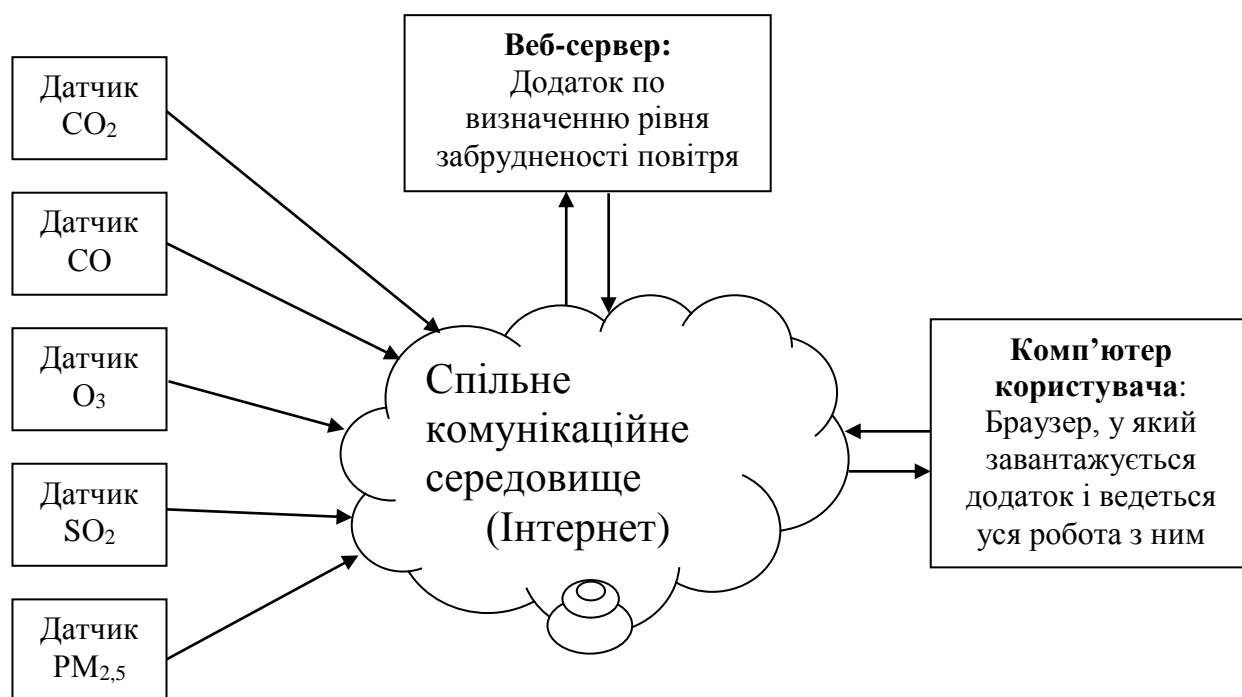 Датчик
CO₂
Датчик
CO
Датчик
O₃
Датчик
SO₂
Датчик
PM₂,₅
Веб-сервер:
Додаток по
визначенню рівня
забрудненості повітря
Спільне
комунікаційне
середовище
(Інтернет)
Комп’ютер
користувача:
Браузер, у який
завантажується
додаток і ведеться
уся робота з ним